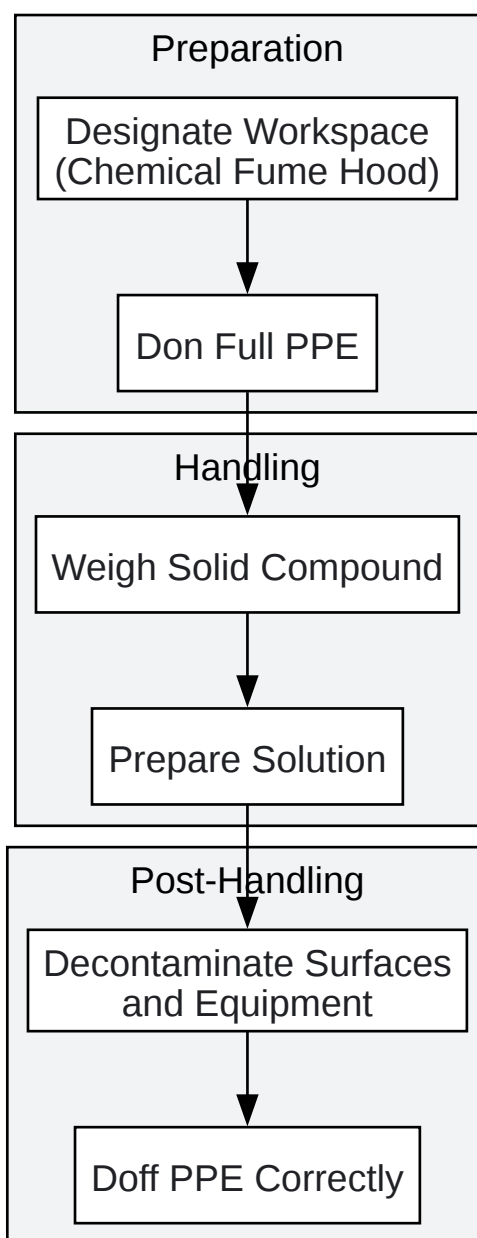 Preparation
Designate Workspace
(Chemical Fume Hood)
Don Full PPE
Handling
Weigh Solid Compound
Prepare Solution
Post-Handling
Decontaminate Surfaces
and Equipment
Doff PPE Correctly